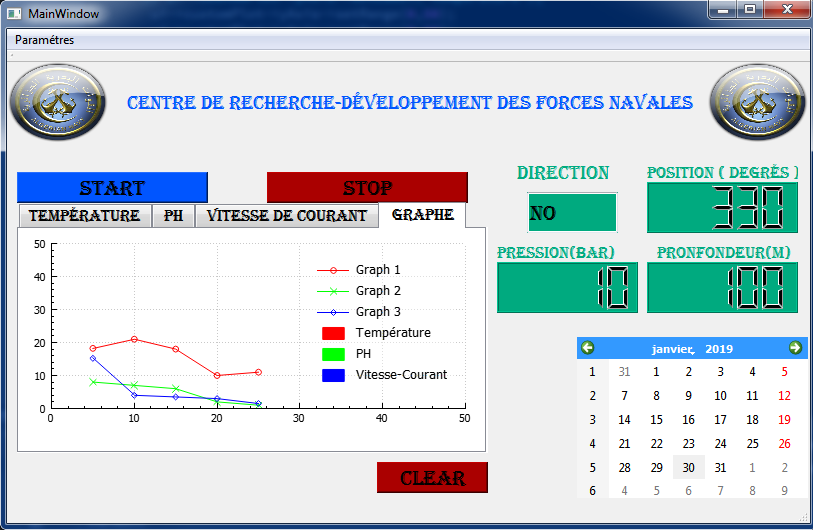 MainWindow
Paramétres
CENTRE DE RECHERCHE-DÉVELOPPEMENT DES FORCES NAVALES
START STOP
TEMPÉRATURE PH VITESSE DE COURANT GRAPHE
50
40
30
20
10
0
0 10 20 30 40 50
Graph 1
Graph 2
Graph 3
Température
PH
Vitesse-Courant
CLEAR
DIRECTION POSITION ( DEGRÈS )
NO 330
PRESSION(BAR) PRONFONDEUR(M)
10 100
janvier, 2019
1 31 1 2 3 4 5
2 7 8 9 10 11 12
3 14 15 16 17 18 19
4 21 22 23 24 25 26
5 28 29 30 31 1 2
6 4 5 6 7 8 9